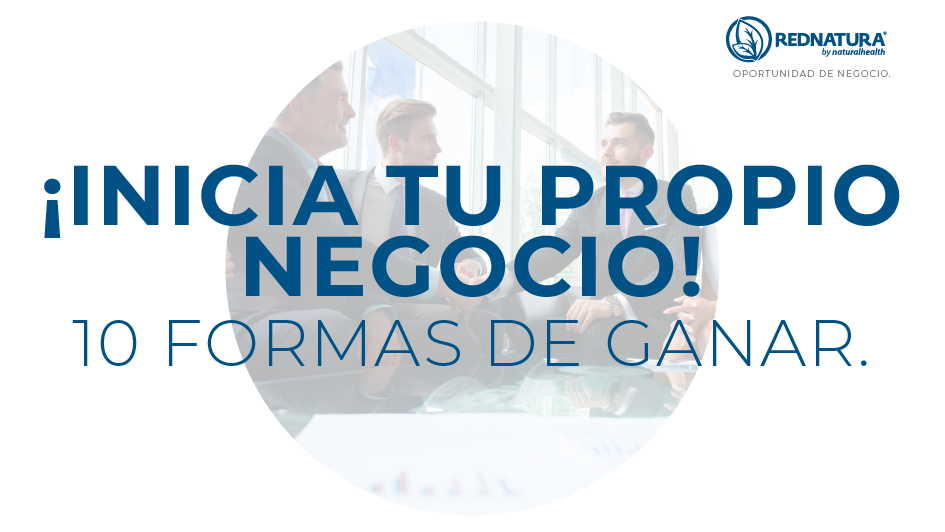 REDNATURA®
by naturalhealth
OPORTUNIDAD DE NEGOCIO.
¡INICIA TU PROPIO
NEGOCIO!
10 FORMAS DE GANAR.